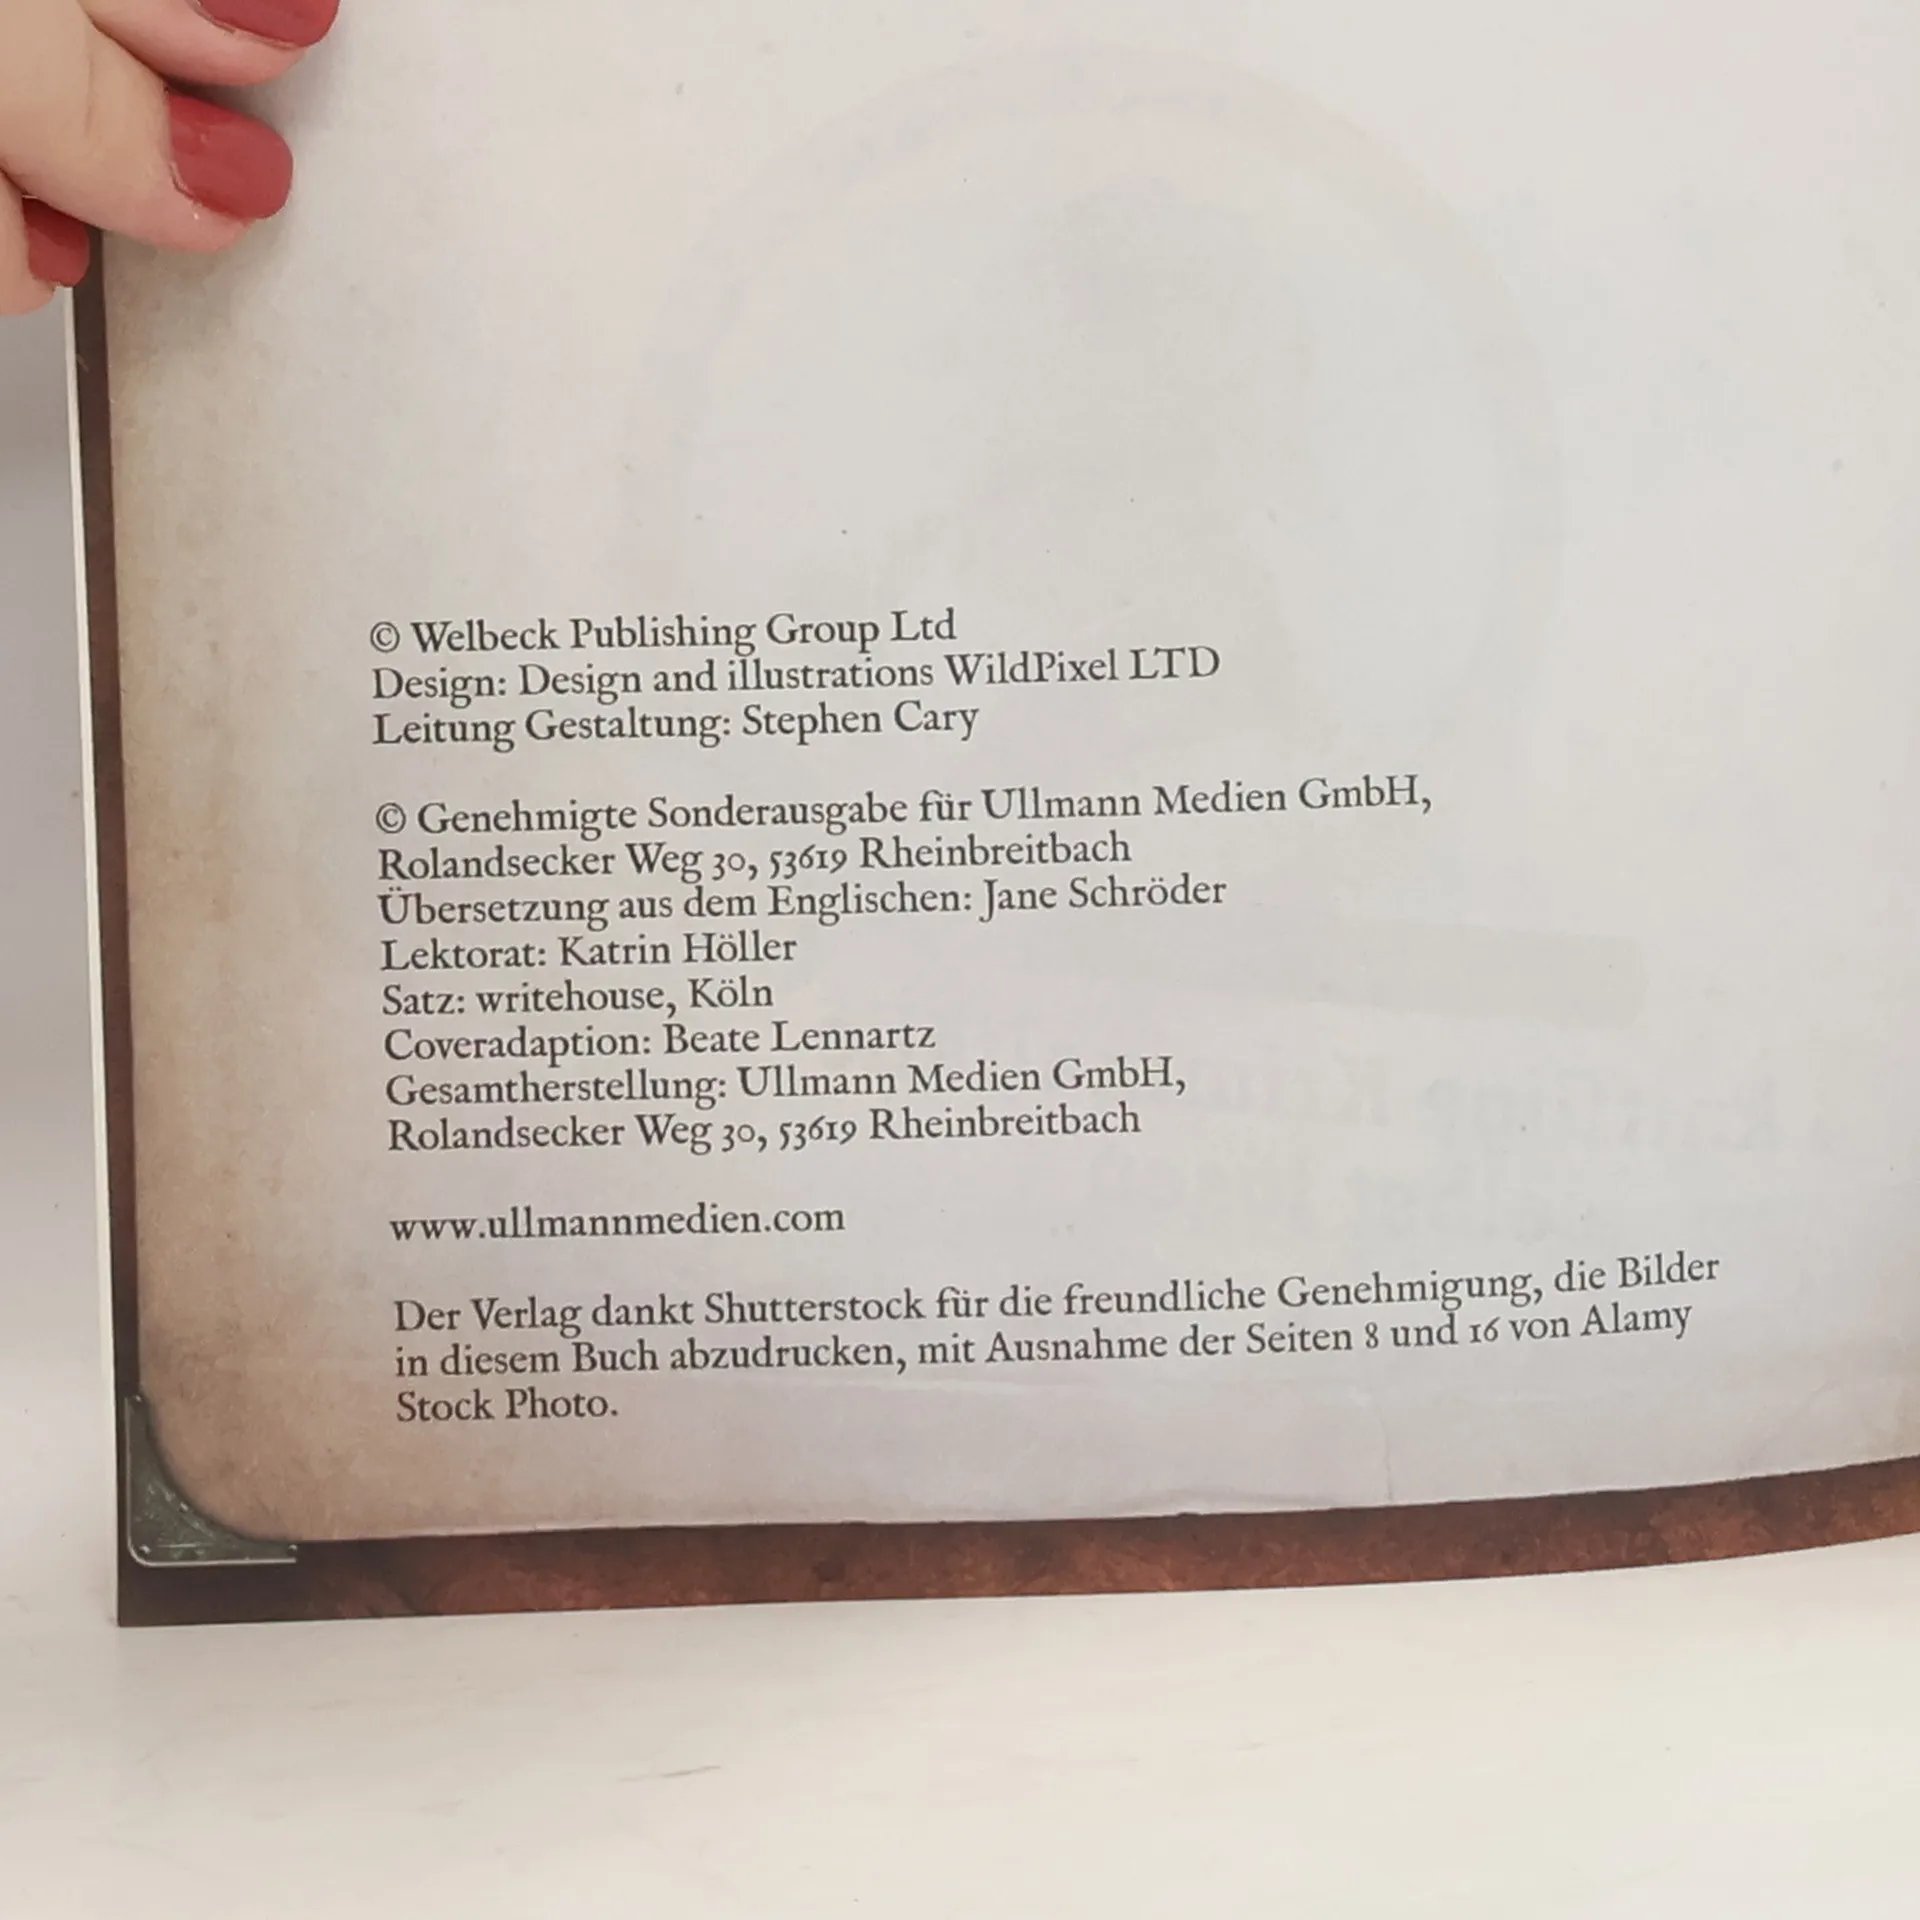 © Welbeck Publishing Group Ltd
Design: Design and illustrations WildPixel LTD
Leitung Gestaltung: Stephen Cary
© Genehmigte Sonderausgabe für Ullmann Medien GmbH,
Rolandsecker Weg 30, 53619 Rheinbreitbach
Übersetzung aus dem Englischen: Jane Schröder
Lektorat: Katrin Höller
Satz: writehouse, Köln
Coveradaption: Beate Lennartz
Gesamtherstellung: Ullmann Medien GmbH,
Rolandsecker Weg 30, 53619 Rheinbreitbach
www.ullmannmedien.com
Der Verlag dankt Shutterstock für die freundliche Genehmigung, die Bilder
in diesem Buch abzudrucken, mit Ausnahme der Seiten 8 und 16 von Alamy
Stock Photo.